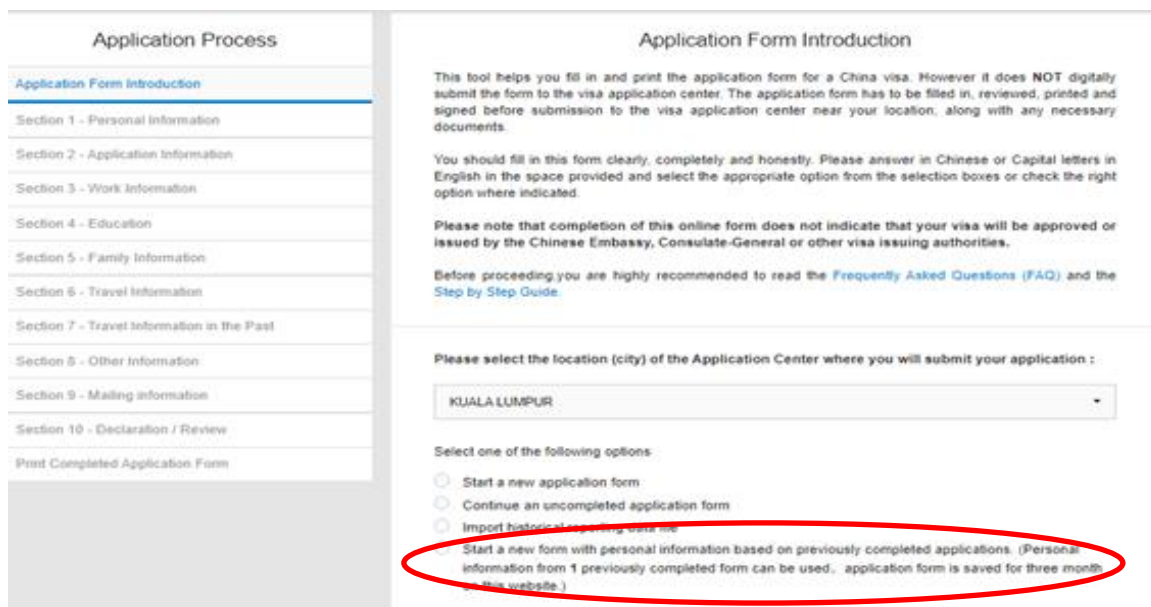 Application Process
Application Form Introduction
Section 1 - Personal Information
Section 2 - Application Information
Section 3 - Work Information
Section 4 - Education
Section 5 - Family Information
Section 6 - Travel Information
Section 7 - Travel Information in the Past
Section 8 - Other Information
Section 9 - Mailing information
Section 10 - Declaration / Review
Print Completed Application Form
Application Form Introduction
This tool helps you fill in and print the application form for a China visa. However it does NOT digitally
submit the form to the visa application center. The application form has to be filled in, reviewed, printed and
signed before submission to the visa application center near your location, along with any necessary
documents.
You should fill in this form clearly, completely and honestly. Please answer in Chinese or Capital letters in
English in the space provided and select the appropriate option from the selection boxes or check the right
option where indicated.
Please note that completion of this online form does not indicate that your visa will be approved or
issued by the Chinese Embassy, Consulate-General or other visa issuing authorities.
Before proceeding,you are highly recommended to read the Frequently Asked Questions (FAQ) and the
Step by Step Guide.
Please select the location (city) of the Application Center where you will submit your application :
KUALA LUMPUR
Select one of the following options
Start a new application form
Continue an uncompleted application form
Import historical reporting data file
Start a new form with personal information based on previously completed applications. (Personal
information from 1 previously completed form can be used, application form is saved for three month
on this website.)